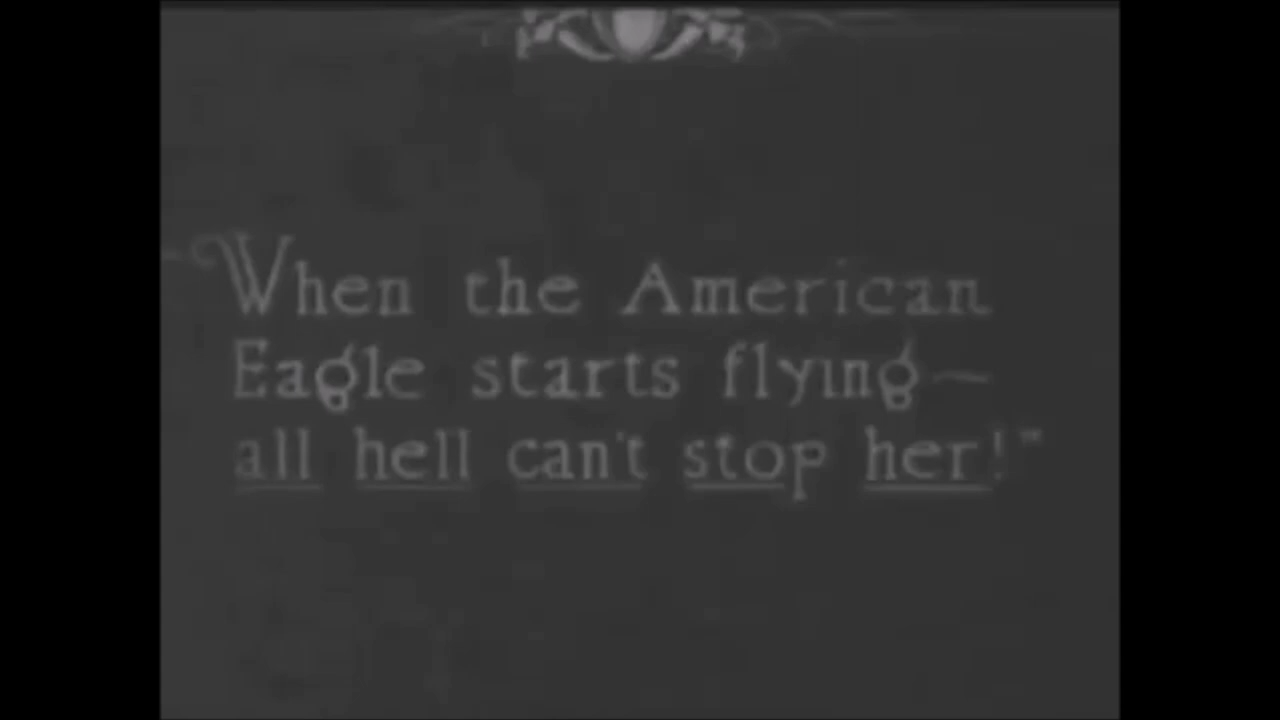 When the American
Eagle starts flying—
all hell can't stop her!"